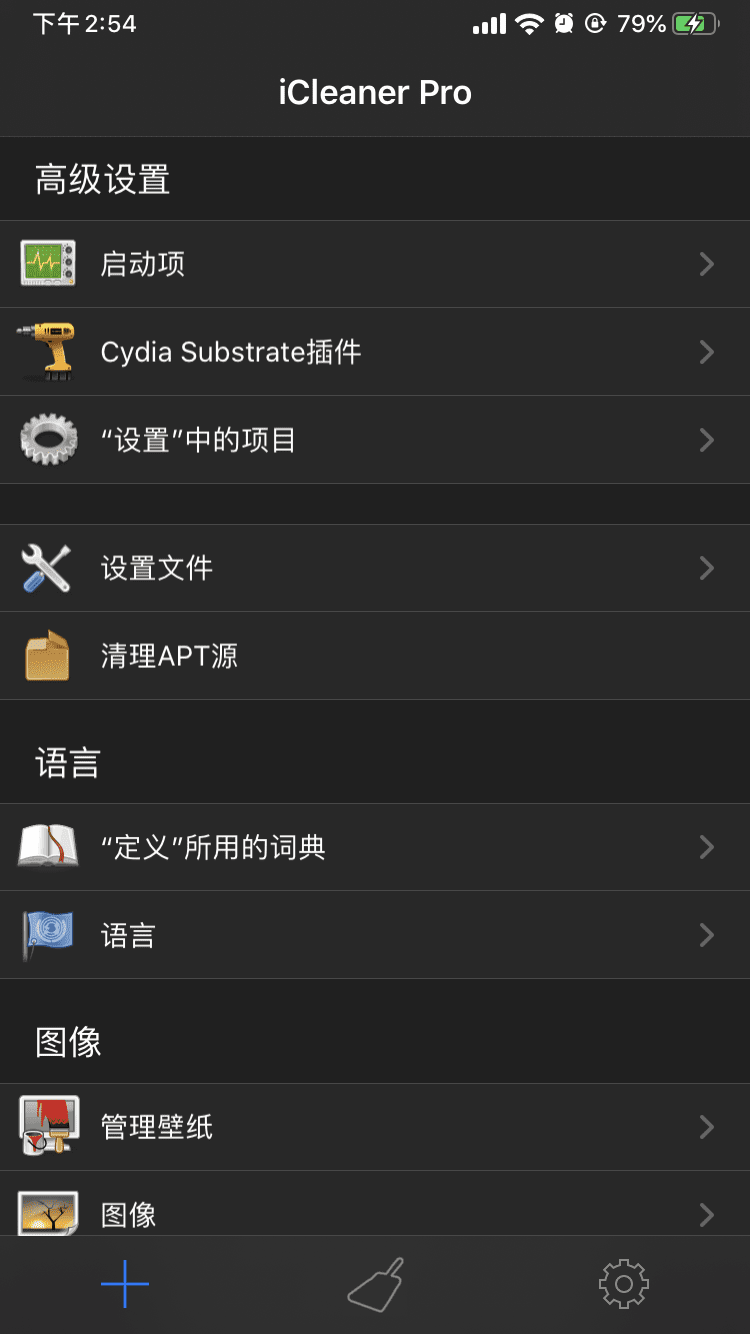 下午2:54
79%
iCleaner Pro
高级设置
启动项
Cydia Substrate插件
“设置”中的项目
设置文件
清理APT源
语言
“定义”所用的词典
语言
图像
管理壁纸
图像